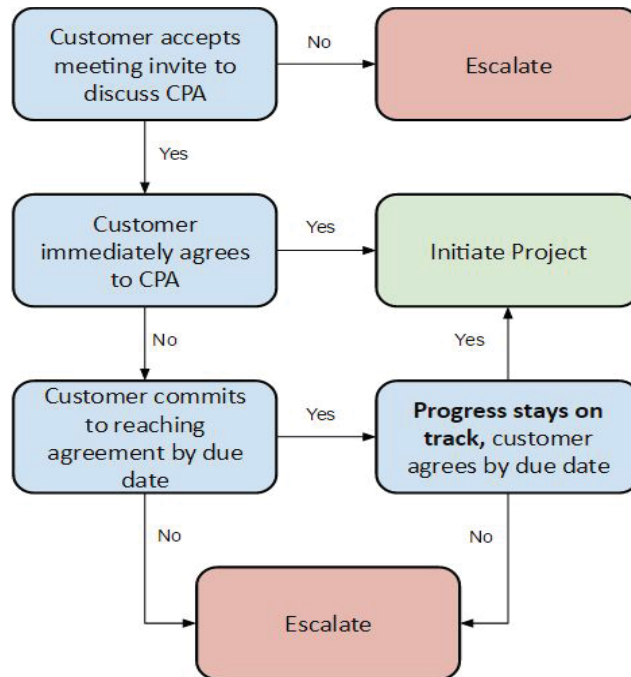 Customer accepts
meeting invite to
discuss CPA
No
Escalate
Yes
Customer
immediately agrees
to CPA
Yes
Initiate Project
No
Yes
Customer commits
to reaching
agreement by due
date
Yes
Progress stays on
track, customer
agrees by due date
No
No
Escalate